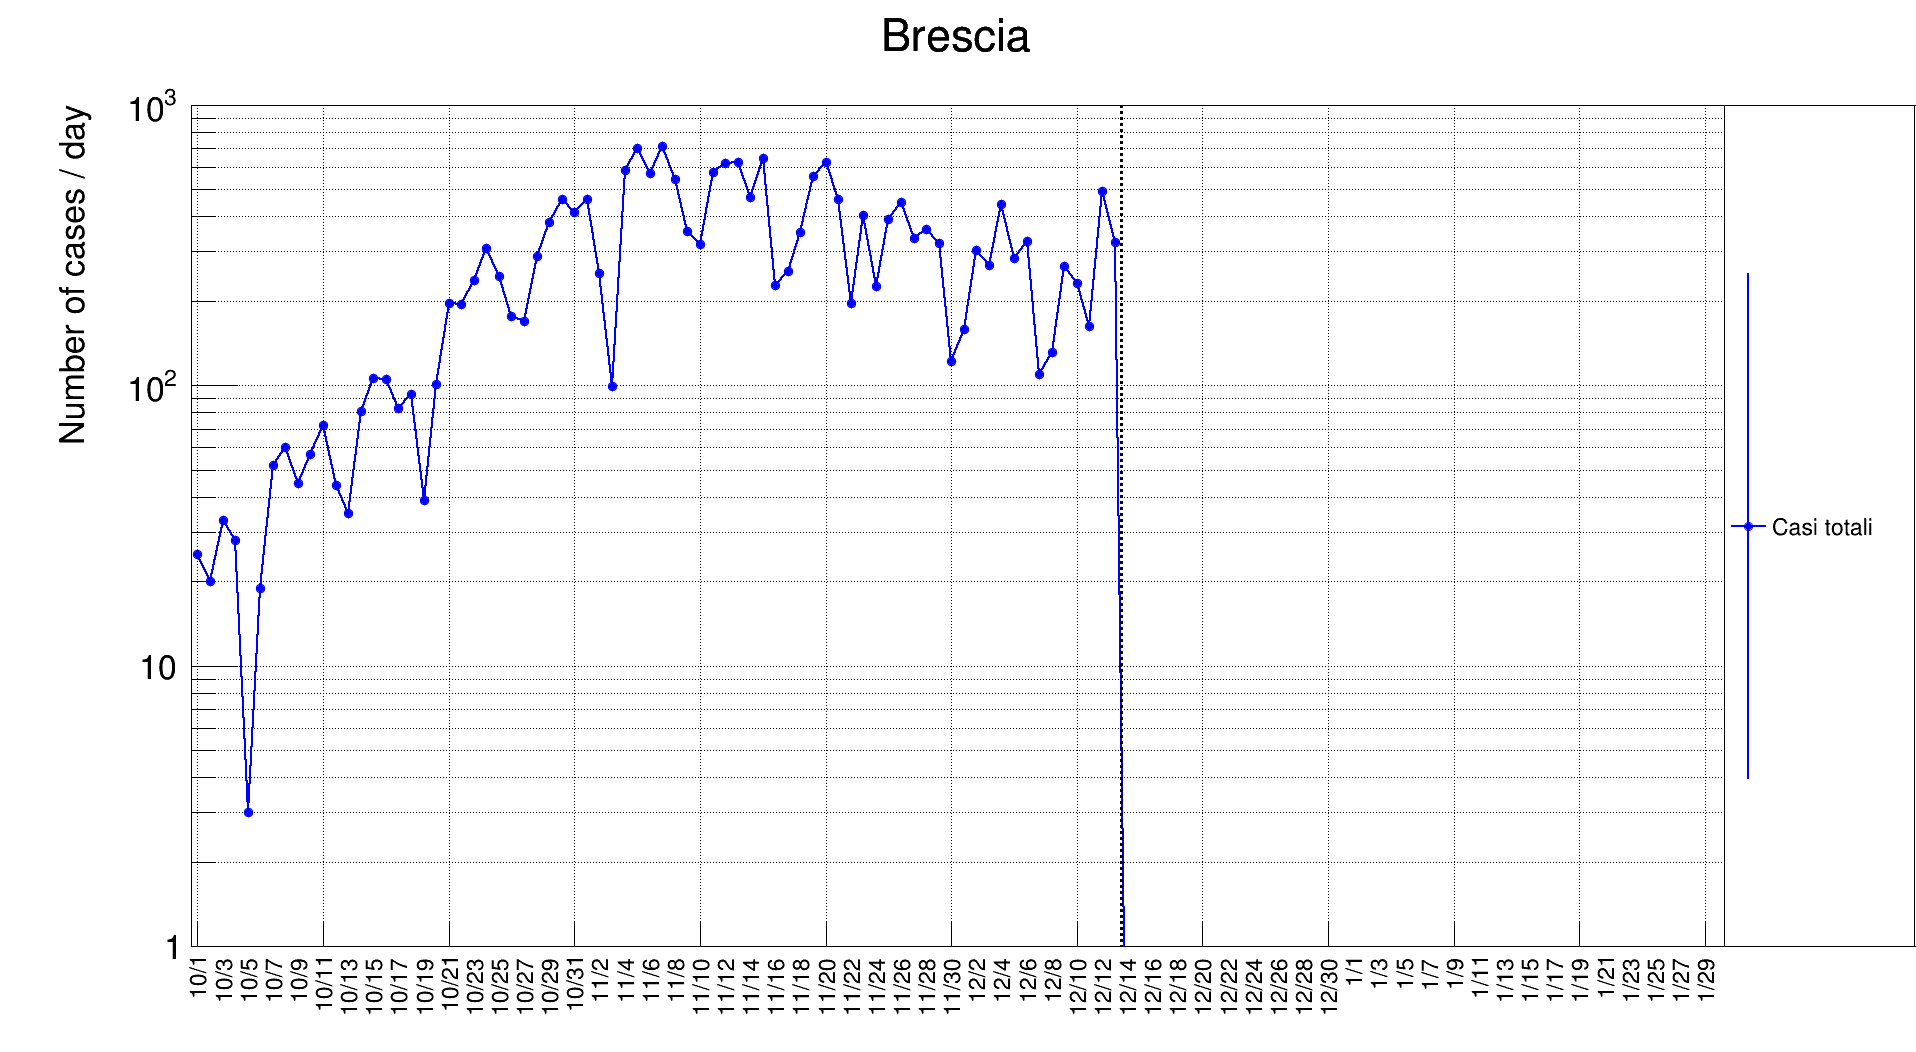 Brescia
Number of cases / day
10³
10²
10
1
10/1 10/3 10/5 10/7 10/9 10/11 10/13 10/15 10/17 10/19 10/21 10/23 10/25 10/27 10/29 10/31 11/2 11/4 11/6 11/8 11/10 11/12 11/14 11/16 11/18 11/20 11/22 11/24 11/26 11/28 11/30 12/2 12/4 12/6 12/8 12/10 12/12 12/14 12/16 12/18 12/20 12/22 12/24 12/26 12/28 12/30 1/1 1/3 1/5 1/7 1/9 1/11 1/13 1/15 1/17 1/19 1/21 1/23 1/25 1/27 1/29
Casi totali